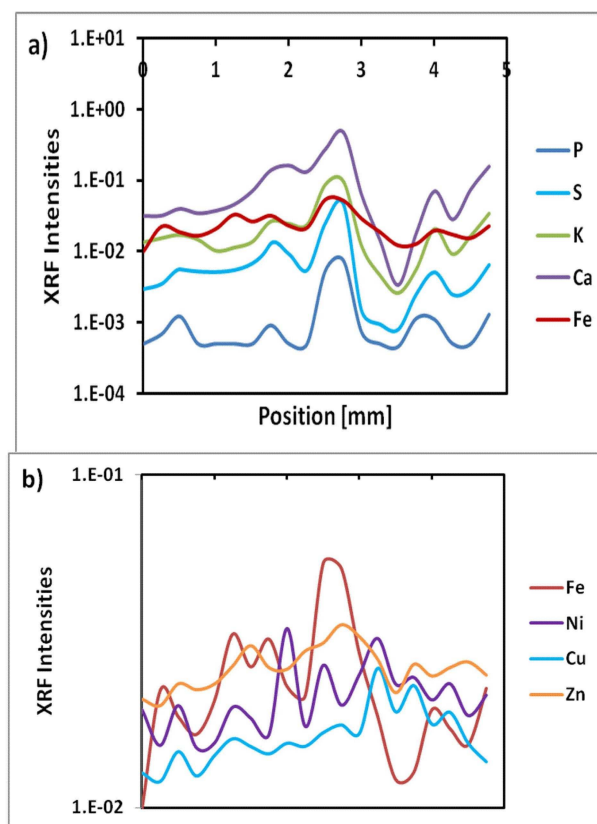 a)
1.E+01
0 1 2 3 4 5
1.E+00
1.E-01
1.E-02
1.E-03
1.E-04
XRF Intensities
Position [mm]
P
S
K
Ca
Fe
b)
1.E-01
1.E-02
XRF Intensities
Fe
Ni
Cu
Zn